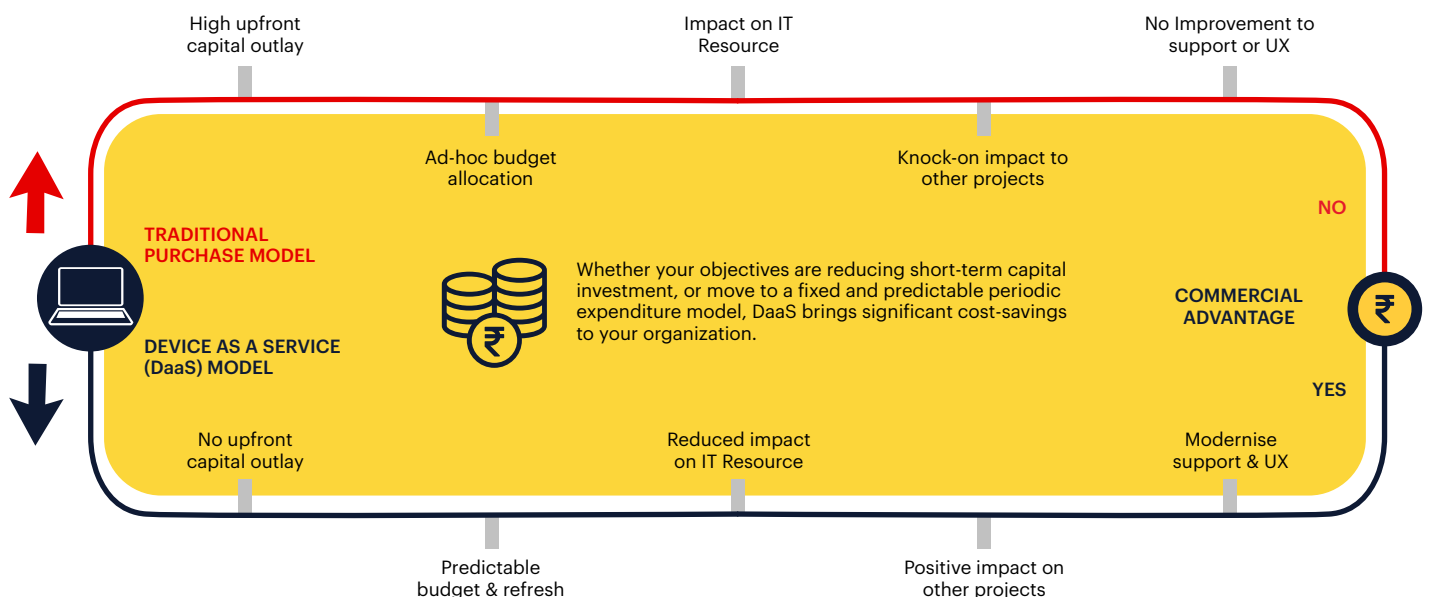 High upfront
capital outlay
Impact on IT
Resource
No Improvement to
support or UX
Ad-hoc budget
allocation
Knock-on impact to
other projects
TRADITIONAL
PURCHASE MODEL
NO
Whether your objectives are reducing short-term capital
investment, or move to a fixed and predictable periodic
expenditure model, DaaS brings significant cost-savings
to your organization.
₹
COMMERCIAL
ADVANTAGE
₹
DEVICE AS A SERVICE
(DaaS) MODEL
YES
No upfront
capital outlay
Reduced impact
on IT Resource
Modernise
support & UX
Predictable
budget & refresh
Positive impact on
other projects